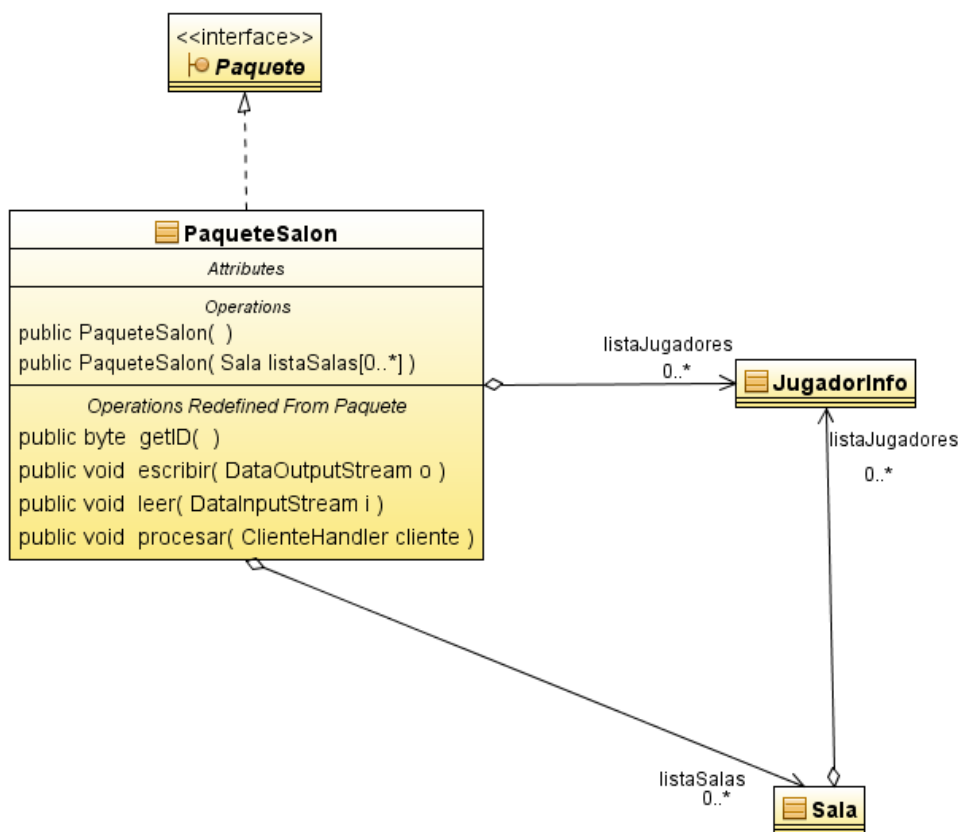 <<interface>>
Paquete
PaqueteSalon
Attributes
Operations
public PaqueteSalon( )
public PaqueteSalon( Sala listaSalas[0..*] )
Operations Redefined From Paquete
public byte getID( )
public void escribir( DataOutputStream o )
public void leer( DataInputStream i )
public void procesar( ClienteHandler cliente )
listaJugadores
0..*
JugadorInfo
listaJugadores
0..*
listaSalas
0..*
Sala